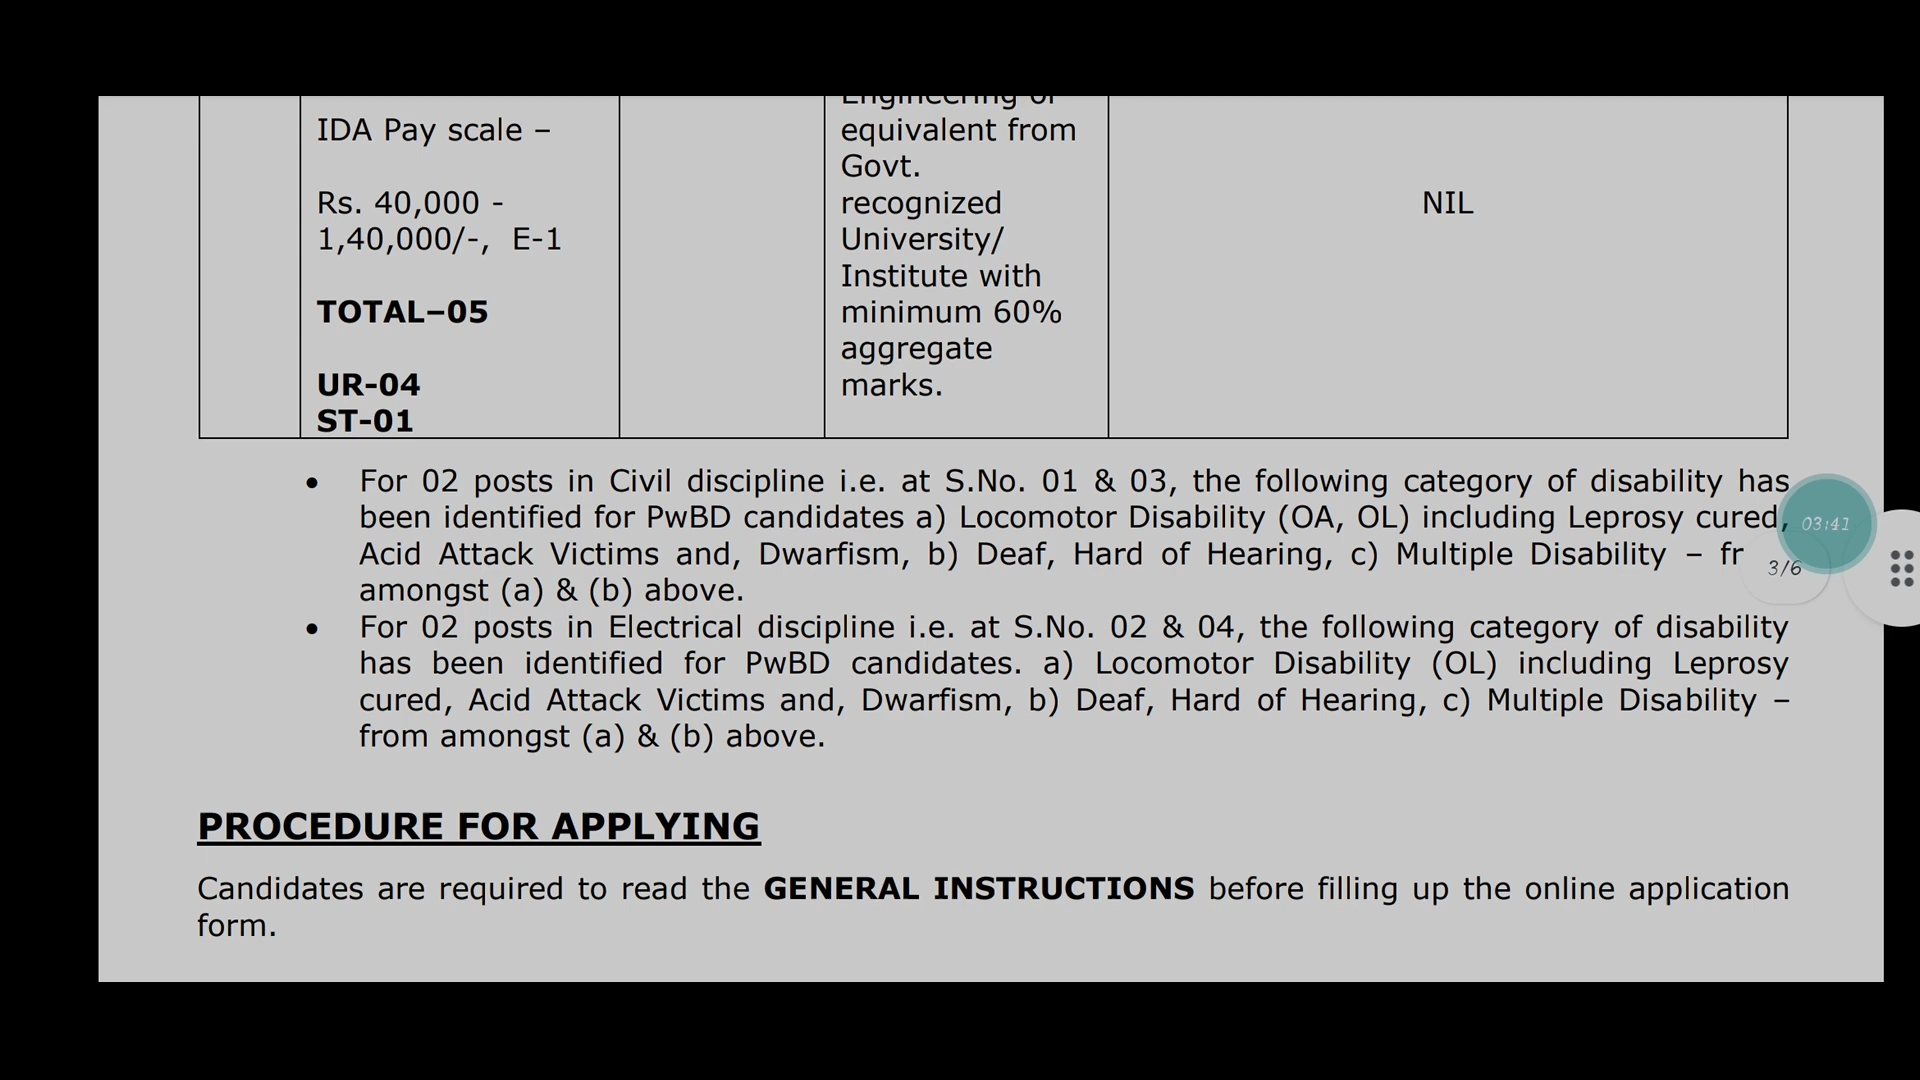 Engineering or
IDA Pay scale –
equivalent from
Govt.
Rs. 40,000 -
recognized
NIL
1,40,000/-, E-1
University/
Institute with
TOTAL–05
minimum 60%
aggregate
UR-04
marks.
ST-01
• For 02 posts in Civil discipline i.e. at S.No. 01 & 03, the following category of disability has
been identified for PwBD candidates a) Locomotor Disability (OA, OL) including Leprosy cured,
03:41
Acid Attack Victims and, Dwarfism, b) Deaf, Hard of Hearing, c) Multiple Disability –
3/6
amongst (a) & (b) above.
• For 02 posts in Electrical discipline i.e. at S.No. 02 & 04, the following category of disability
has been identified for PwBD candidates. a) Locomotor Disability (OL) including Leprosy
cured, Acid Attack Victims and, Dwarfism, b) Deaf, Hard of Hearing, c) Multiple Disability –
from amongst (a) & (b) above.
PROCEDURE FOR APPLYING
Candidates are required to read the GENERAL INSTRUCTIONS before filling up the online application
form.